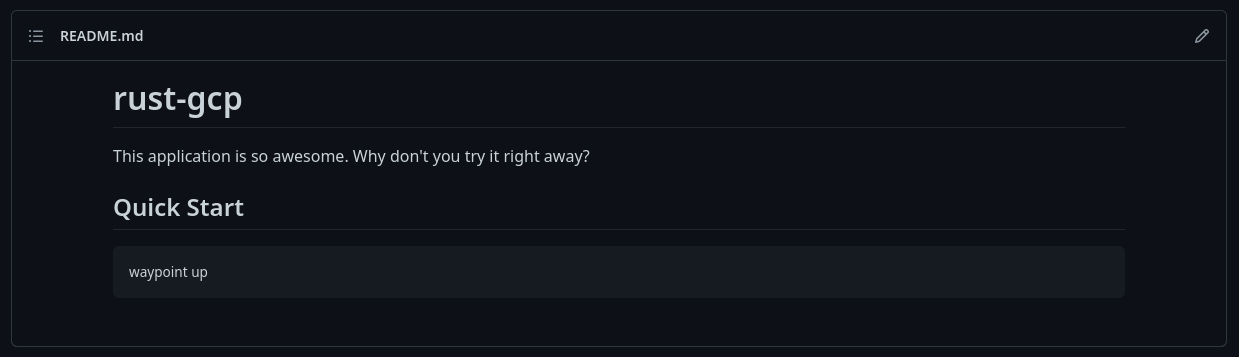 README.md
rust-gcp
This application is so awesome. Why don't you try it right away?
Quick Start
waypoint up